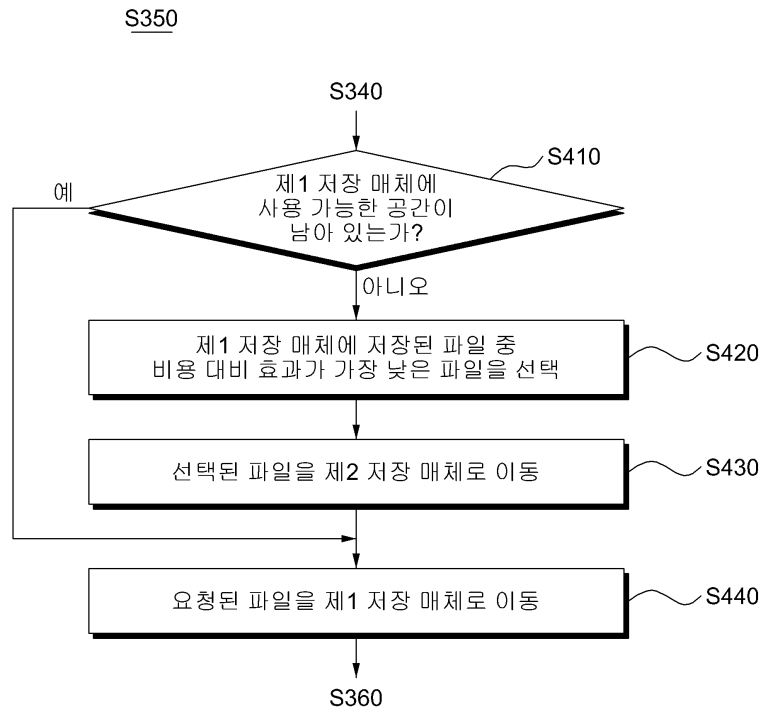 S350
S340
S410
제1 저장 매체에
사용 가능한 공간이
남아 있는가?
예
아니오
제1 저장 매체에 저장된 파일 중
비용 대비 효과가 가장 낮은 파일을 선택
S420
선택된 파일을 제2 저장 매체로 이동
S430
요청된 파일을 제1 저장 매체로 이동
S440
S360